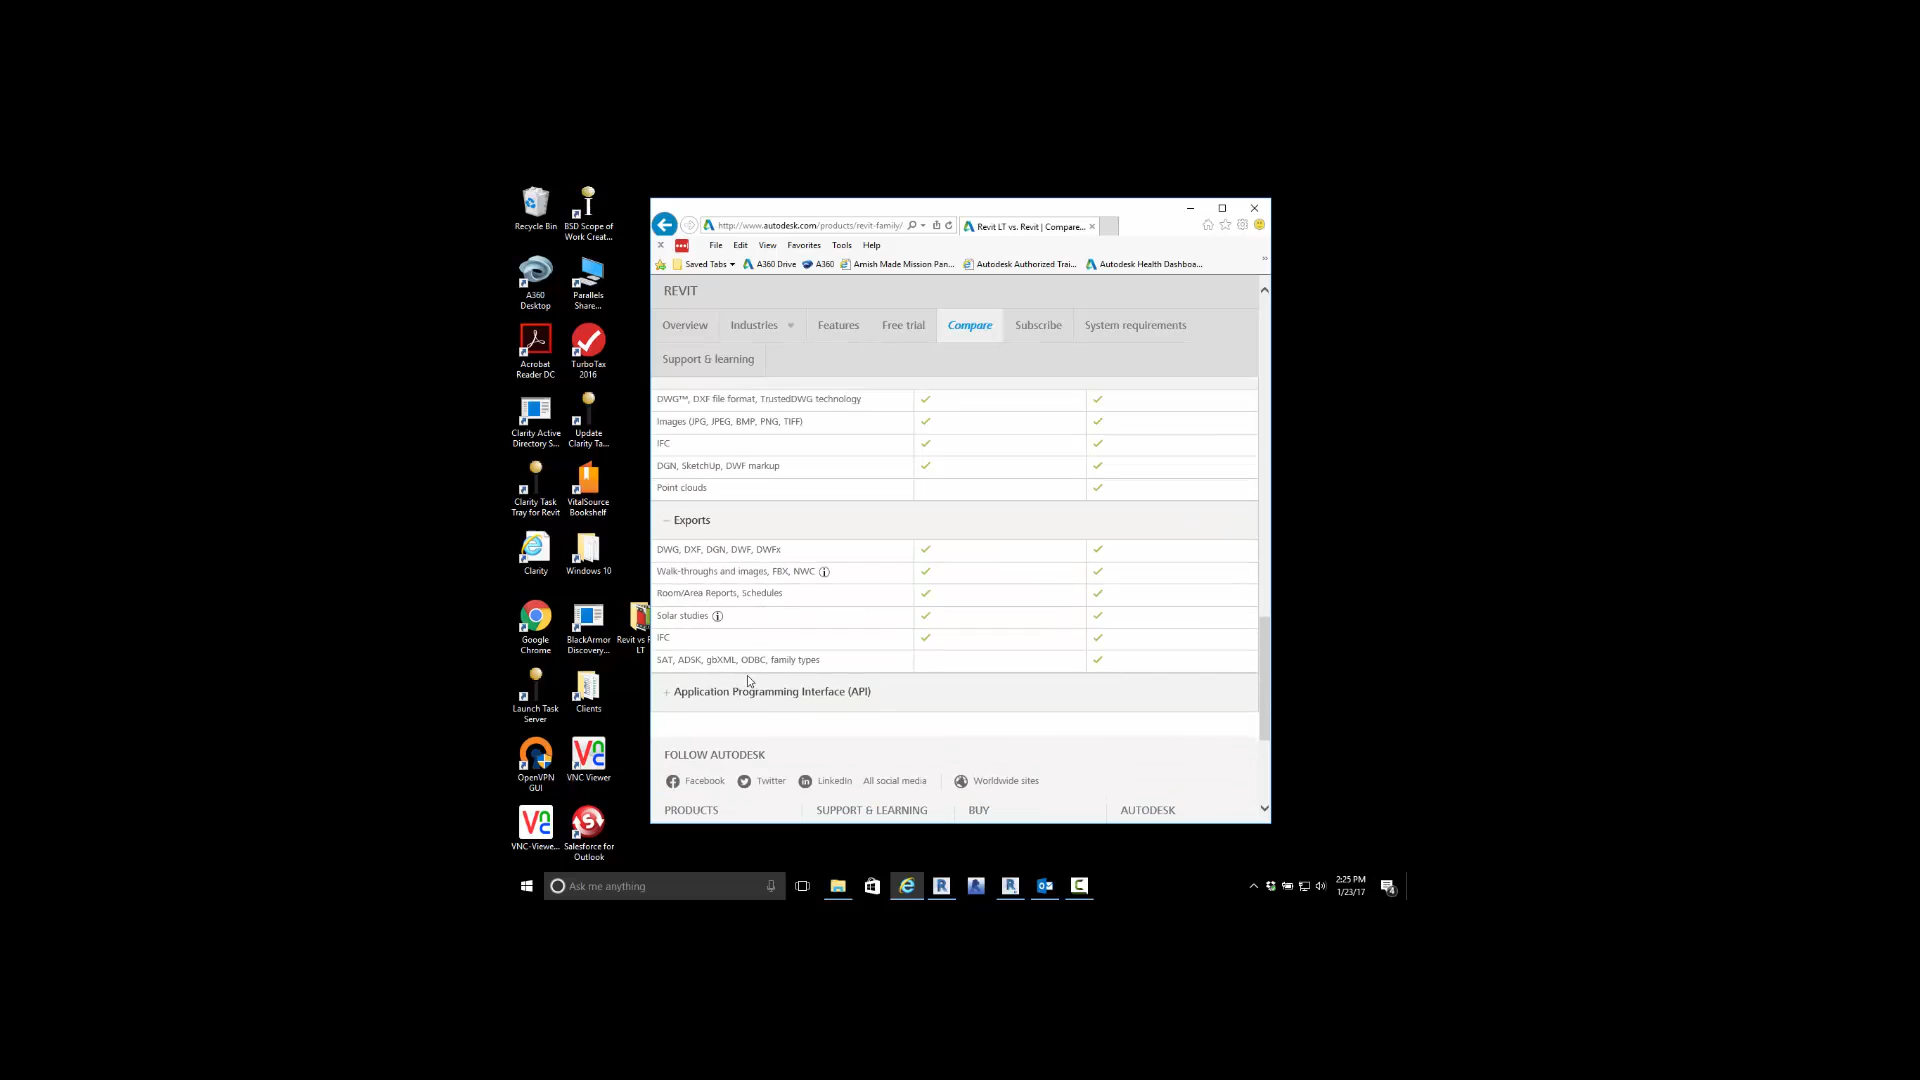 Recycle Bin
BSD Scope of
Work Creat...
A360
Desktop
Parallels
Share...
Acrobat
Reader DC
TurboTax
2016
Clarity Active
Directory S...
Update
Clarity Ta...
Clarity Task
Tray for Revit
VitalSource
Bookshelf
Clarity
Windows 10
Google
Chrome
BlackArmor
Discovery...
Revit vs
LT
Launch Task
Server
Clients
OpenVPN
GUI
VNC Viewer
VNC-Viewe...
Salesforce for
Outlook
http://www.autodesk.com/products/revit-family/
Revit LT vs. Revit | Compare...
File Edit View Favorites Tools Help
Saved Tabs A360 Drive A360 Amish Made Mission Pan... Autodesk Authorized Trai... Autodesk Health Dashboa...
REVIT
Overview Industries Features Free trial Compare Subscribe System requirements
Support & learning
DWG™, DXF file format, TrustedDWG technology
Images (JPG, JPEG, BMP, PNG, TIFF)
IFC
DGN, SketchUp, DWF markup
Point clouds
Exports
DWG, DXF, DGN, DWF, DWFx
Walk-throughs and images, FBX, NWC
Room/Area Reports, Schedules
Solar studies
IFC
SAT, ADSK, gbXML, ODBC, family types
Application Programming Interface (API)
FOLLOW AUTODESK
Facebook Twitter LinkedIn All social media Worldwide sites
PRODUCTS SUPPORT & LEARNING BUY AUTODESK
Ask me anything
2:25 PM
1/23/17
4